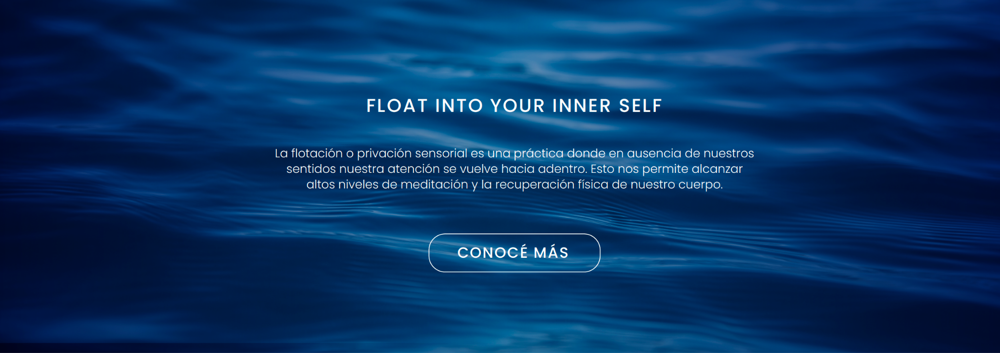 FLOAT INTO YOUR INNER SELF
La flotación o privación sensorial es una práctica donde en ausencia de nuestros
sentidos nuestra atención se vuelve hacia adentro. Esto nos permite alcanzar
altos niveles de meditación y la recuperación física de nuestro cuerpo.
CONOCÉ MÁS